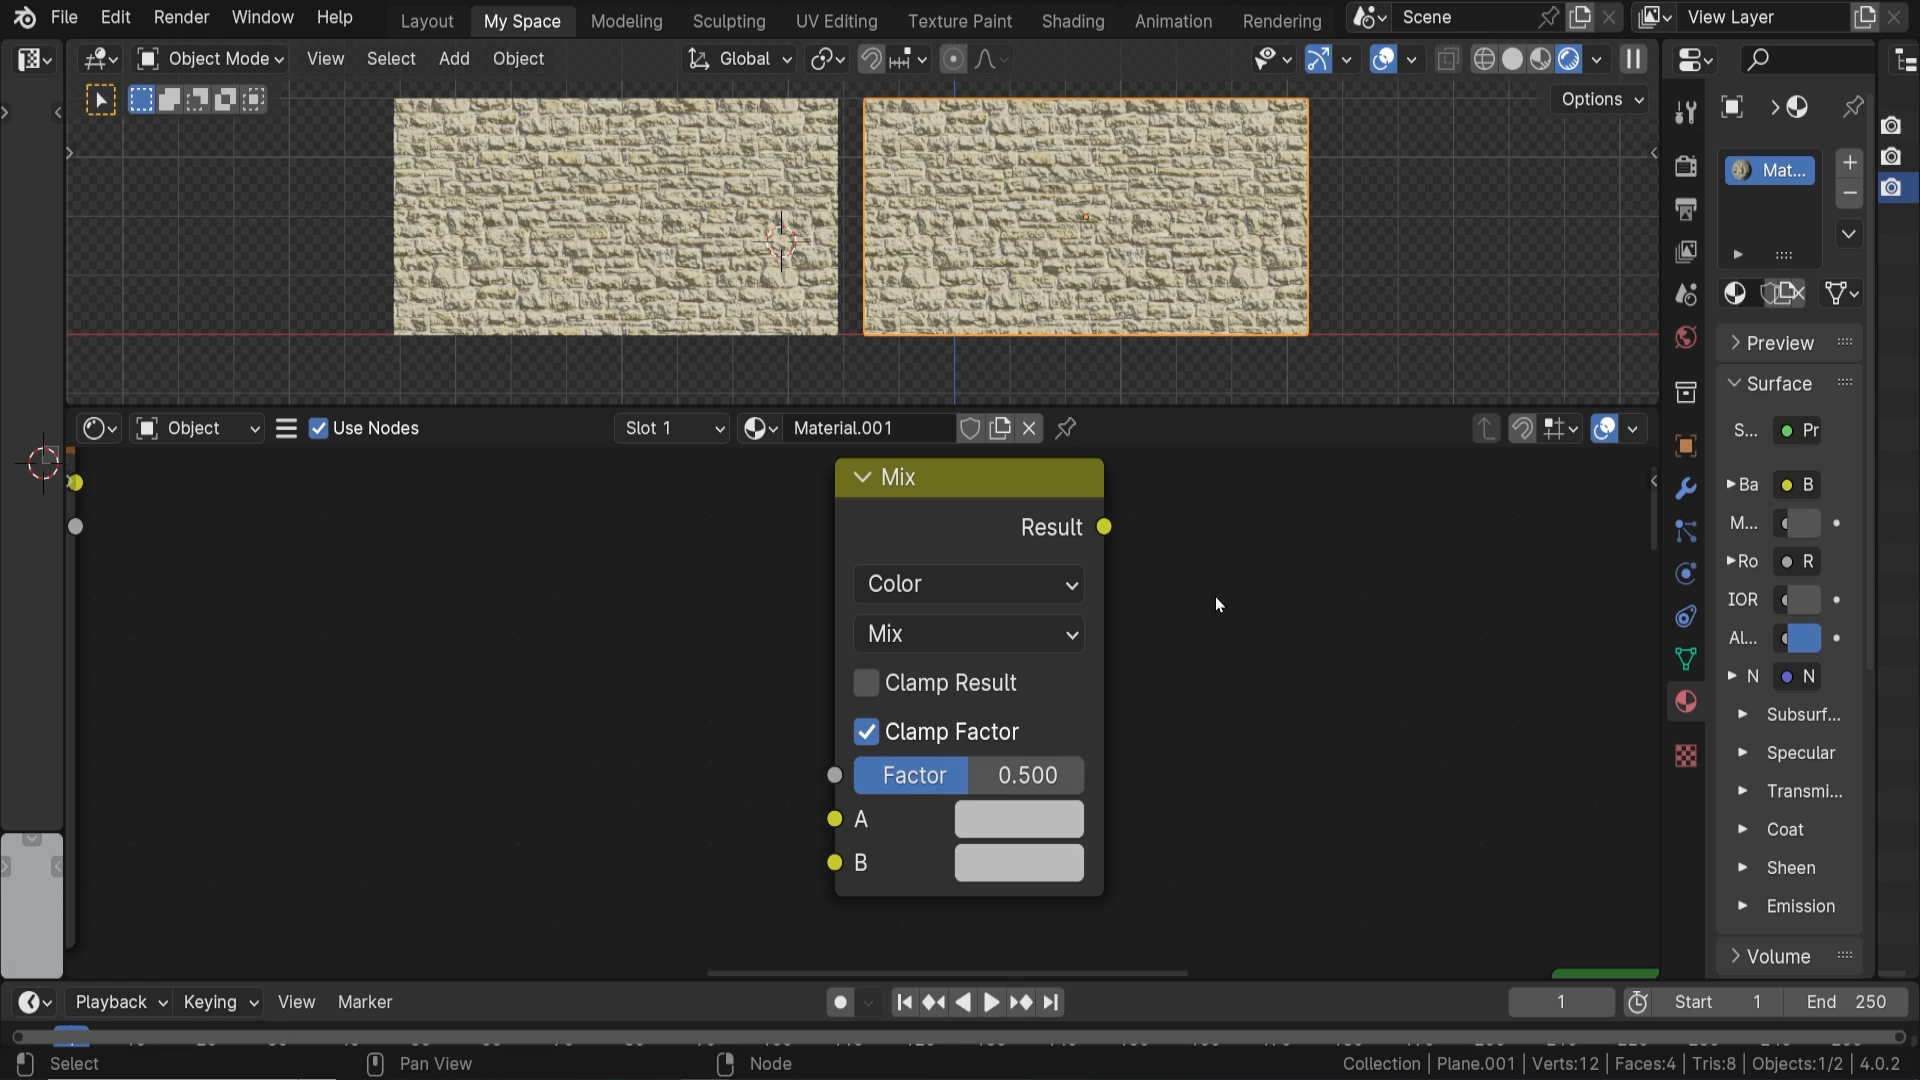 File Edit Render Window Help
Layout My Space Modeling Sculpting UV Editing Texture Paint Shading Animation Rendering
Scene
View Layer
Object Mode View Select Add Object
Global
Options
Mat...
Preview
Surface
S... Pr
Ba B
M...
Ro R
IOR
Al...
N N
Subsurf...
Specular
Transmi...
Coat
Sheen
Emission
Volume
Object Use Nodes Slot 1 Material.001
Mix
Result
Color
Mix
Clamp Result
Clamp Factor
Factor 0.500
A
B
Playback Keying View Marker
1 Start 1 End 250
Select Pan View Node
Collection | Plane.001 | Verts:12 | Faces:4 | Tris:8 | Objects:1/2 | 4.0.2